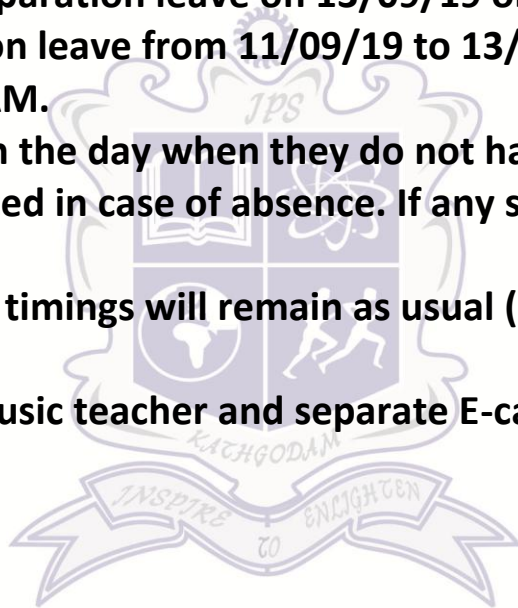 paration leave on 13/09/19 o
on leave from 11/09/19 to 13/
AM.
JPS
n the day when they do not ha
ed in case of absence. If any s
timings will remain as usual (
usic teacher and separate E-ca
KATHGODAM
INSPIRE TO ENLIGHTEN